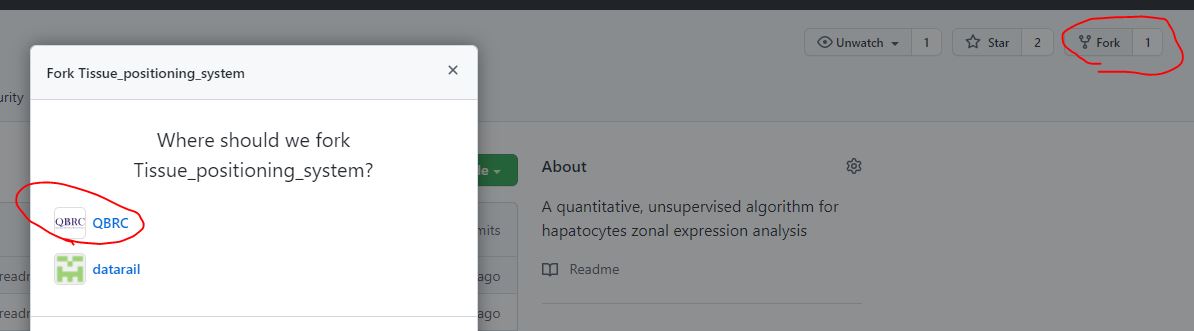 Unwatch 1
Star 2
Fork 1
Fork Tissue_positioning_system
urity
Where should we fork
Tissue_positioning_system?
le
About
QBRC QBRC
A quantitative, unsupervised algorithm for
hapatocytes zonal expression analysis
mits
datarail
Readme
readn
ago
readn
ago